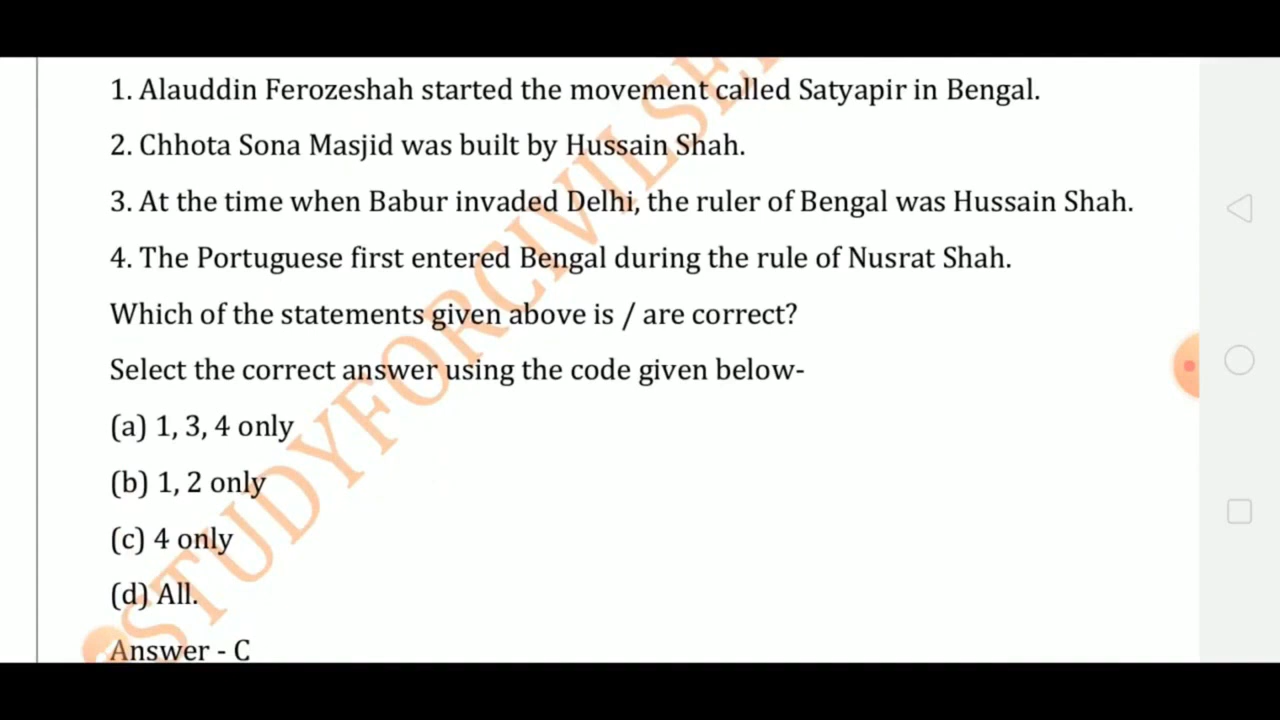 1. Alauddin Ferozeshah started the movement called Satyapir in Bengal.
2. Chhota Sona Masjid was built by Hussain Shah.
3. At the time when Babur invaded Delhi, the ruler of Bengal was Hussain Shah.
4. The Portuguese first entered Bengal during the rule of Nusrat Shah.
Which of the statements given above is / are correct?
Select the correct answer using the code given below-
(a) 1, 3, 4 only
(b) 1, 2 only
(c) 4 only
(d) All.
Answer - C
STUDYFORCIVILSE